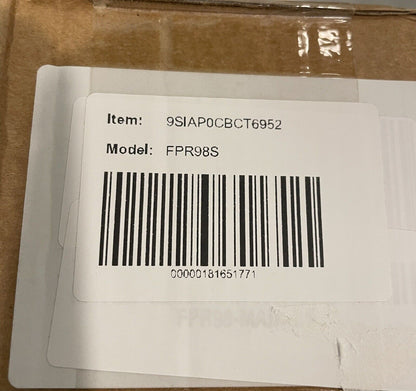 Item: 9SIAP0CBCT6952
Model: FPR98S
00000181651771